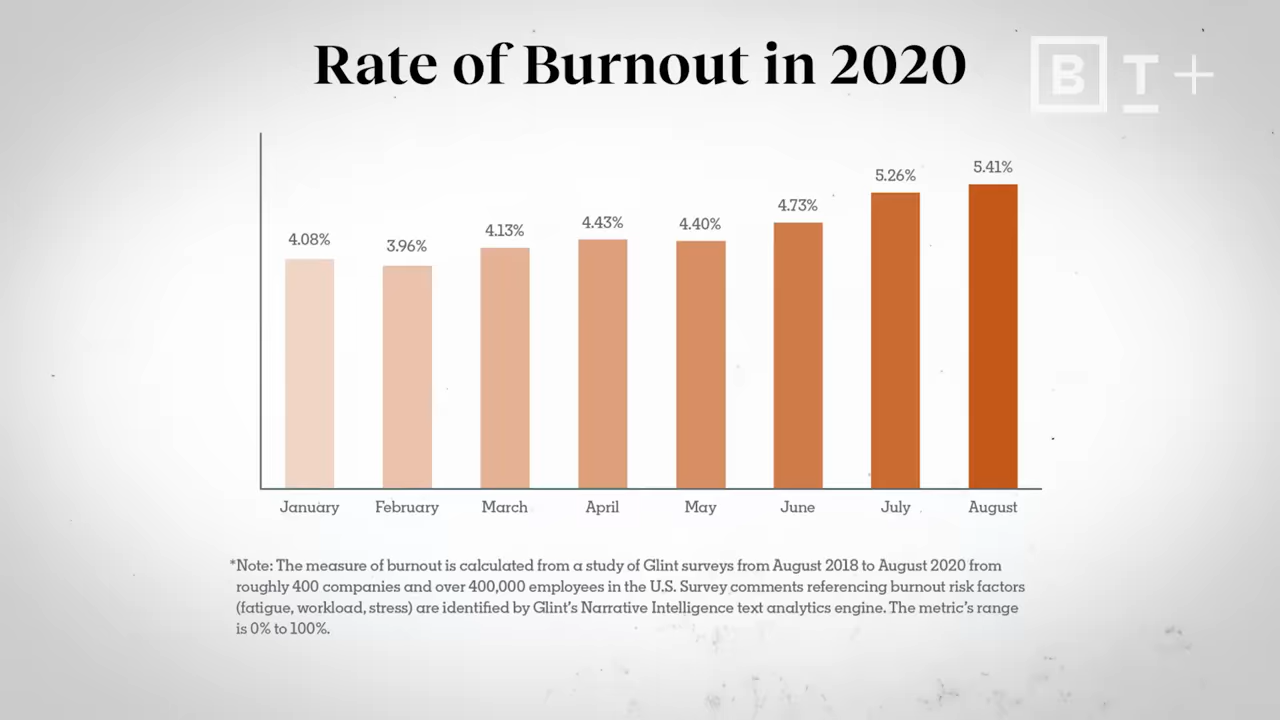 Rate of Burnout in 2020
B T +
5.41%
5.26%
4.73%
4.43%
4.40%
4.13%
4.08%
3.96%
January February March April May June July August
*Note: The measure of burnout is calculated from a study of Glint surveys from August 2018 to August 2020 from
roughly 400 companies and over 400,000 employees in the U.S. Survey comments referencing burnout risk factors
(fatigue, workload, stress) are identified by Glint's Narrative Intelligence text analytics engine. The metric's range
is 0% to 100%.